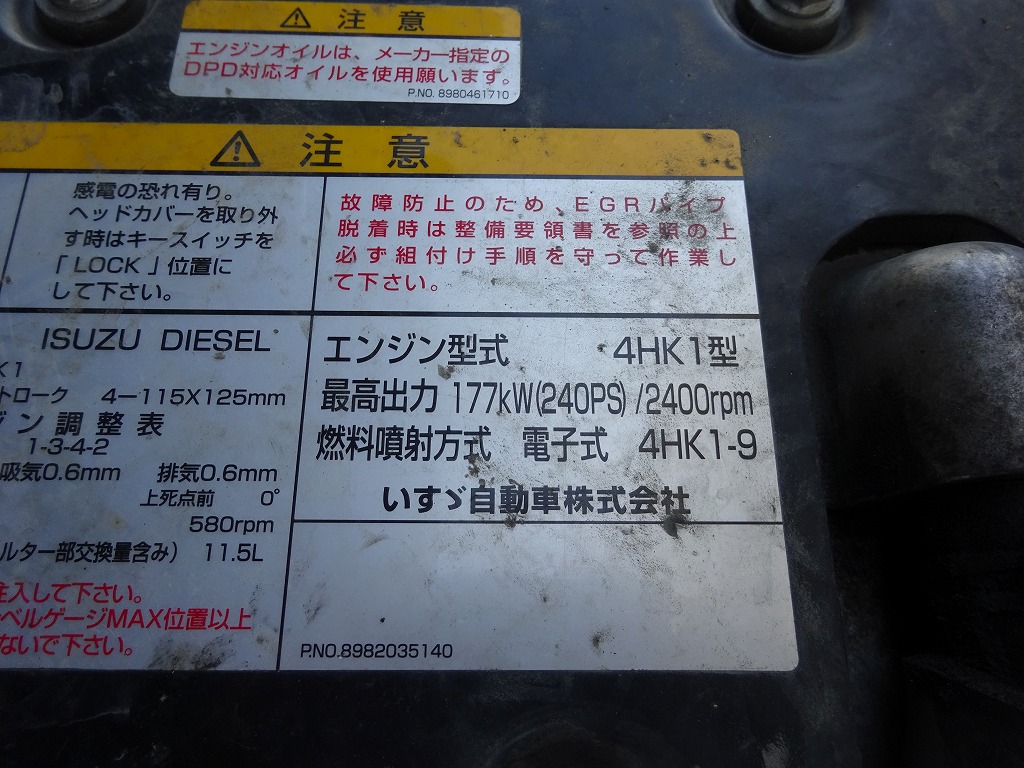 注 意
エンジンオイルは、メーカー指定の
DPD対応オイルを使用願います。
P.NO. 8980461710
注 意
感電の恐れ有り。
ヘッドカバーを取り外
す時はキースイッチを
「LOCK」位置に
して下さい。
故障防止のため、EGRパイプ
脱着時は整備要領書を参照の上
必ず組付け手順を守って作業し
て下さい。
ISUZU DIESEL
K1
トローク 4-115X125mm
ン調整表
1-3-4-2
吸気0.6mm 排気0.6mm
上死点前 0°
580rpm
ルター部交換量含み) 11.5L
注入して下さい。
ベルゲージMAX位置以上
ないで下さい。
エンジン型式 4HK1型
最高出力 177kW(240PS)/2400rpm
燃料噴射方式 電子式 4HK1-9
いすゞ自動車株式会社
P.NO.8982035140